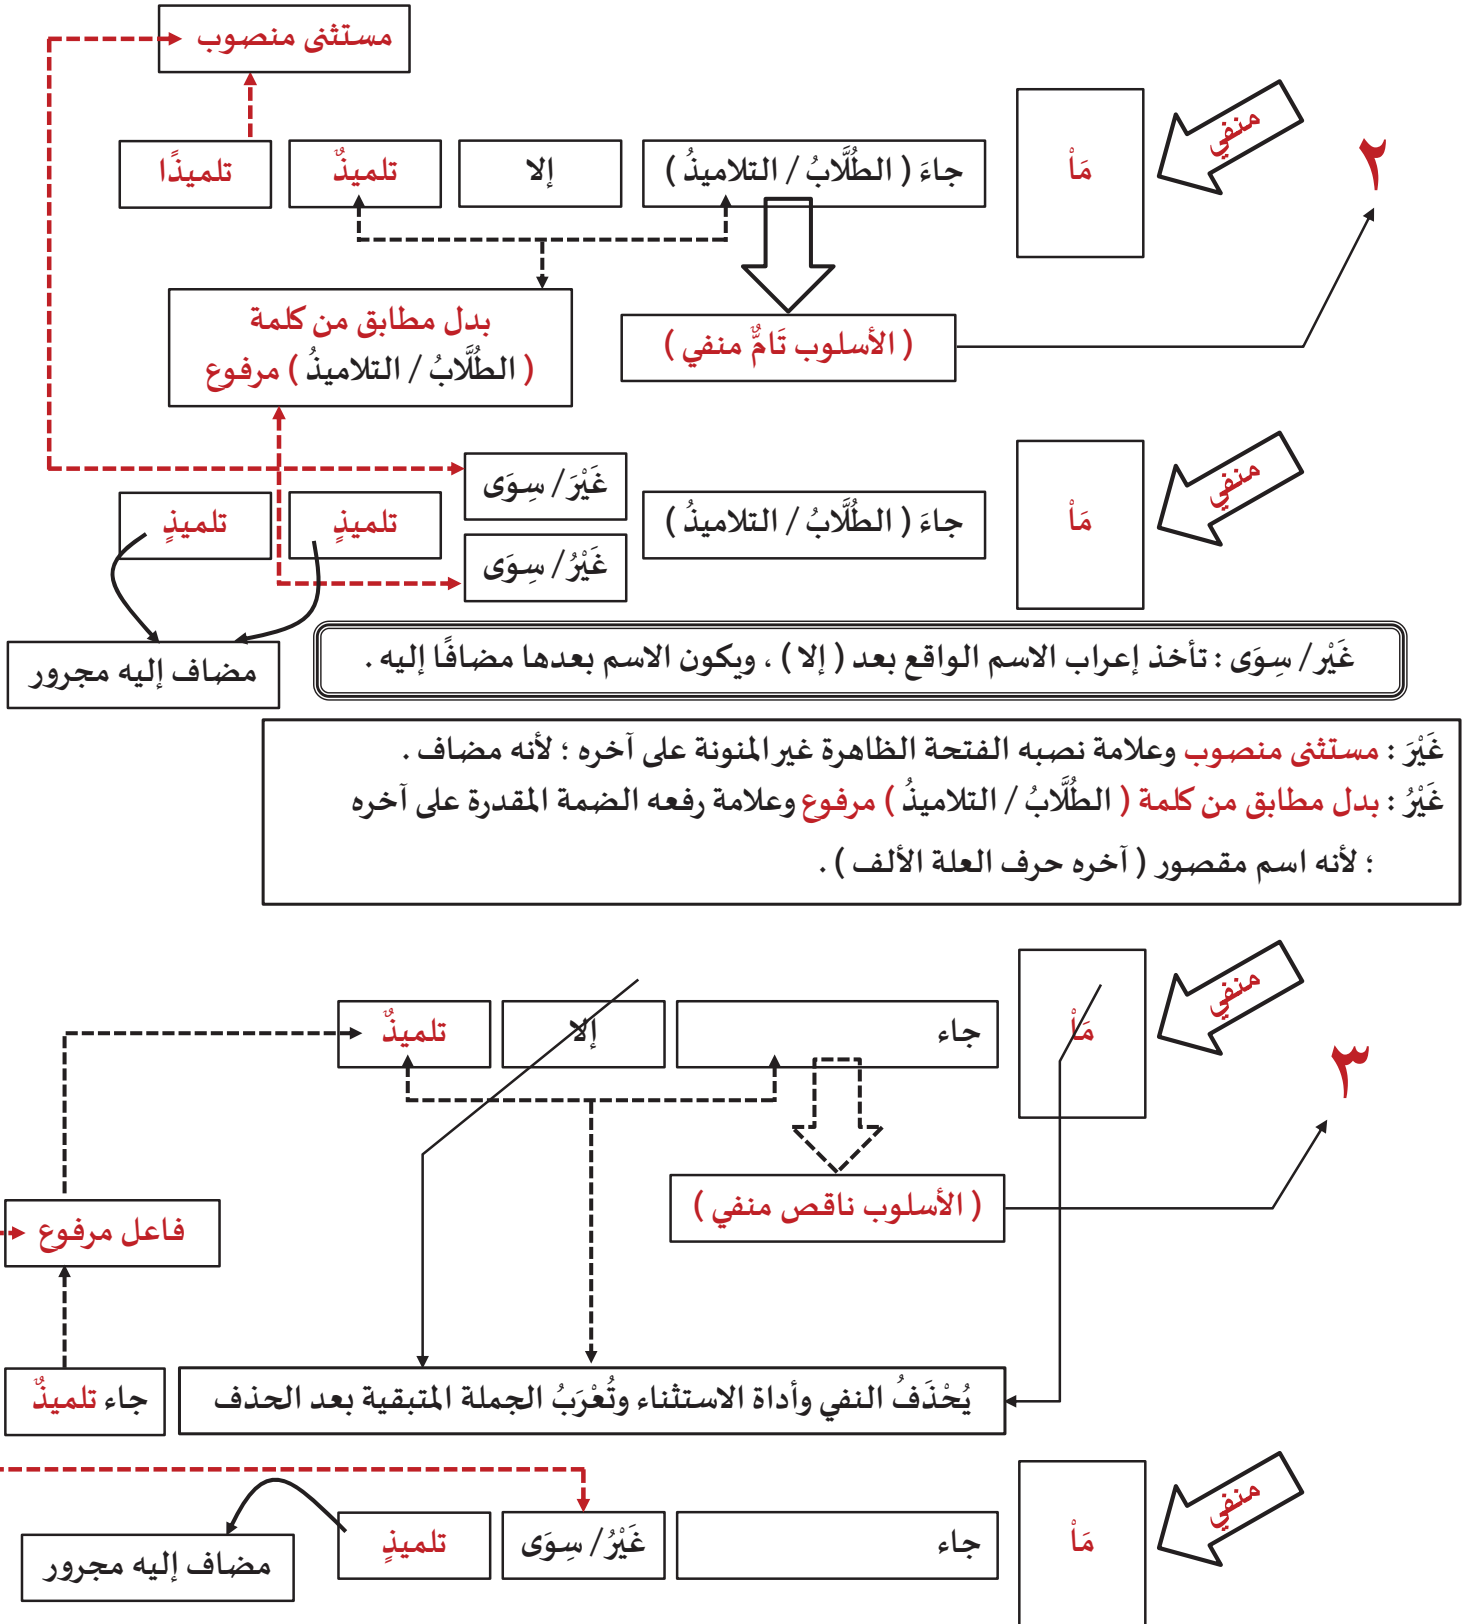 مستثنى منصوب
٢
منفي
مَاْ
جاءَ ( الطُلَّابُ / التلاميذُ )
إلا
تلميذٌ
تلميذًا
بدل مطابق من كلمة
( الطُلَّابُ / التلاميذُ ) مرفوع
( الأسلوب تَامٌّ منفي )
منفي
مَاْ
جاءَ ( الطُلَّابُ / التلاميذُ )
غَيْرَ / سِوَى
غَيْرُ / سِوَى
تلميذٍ
تلميذٍ
غَيْر / سِوَى : تأخذ إعراب الاسم الواقع بعد ( إلا ) ، ويكون الاسم بعدها مضافًا إليه .
مضاف إليه مجرور
غَيْرَ : مستثنى منصوب وعلامة نصبه الفتحة الظاهرة غير المنونة على آخره ؛ لأنه مضاف .
غَيْرُ : بدل مطابق من كلمة ( الطُلَّابُ / التلاميذُ ) مرفوع وعلامة رفعه الضمة المقدرة على آخره
؛ لأنه اسم مقصور ( آخره حرف العلة الألف ) .
٣
منفي
مَاْ
جاء
إلا
تلميذٌ
( الأسلوب ناقص منفي )
فاعل مرفوع
يُحْذَفُ النفي وأداة الاستثناء وتُعْرَبُ الجملة المتبقية بعد الحذف
جاء تلميذٌ
منفي
مَاْ
جاء
غَيْرُ / سِوَى
تلميذٍ
مضاف إليه مجرور